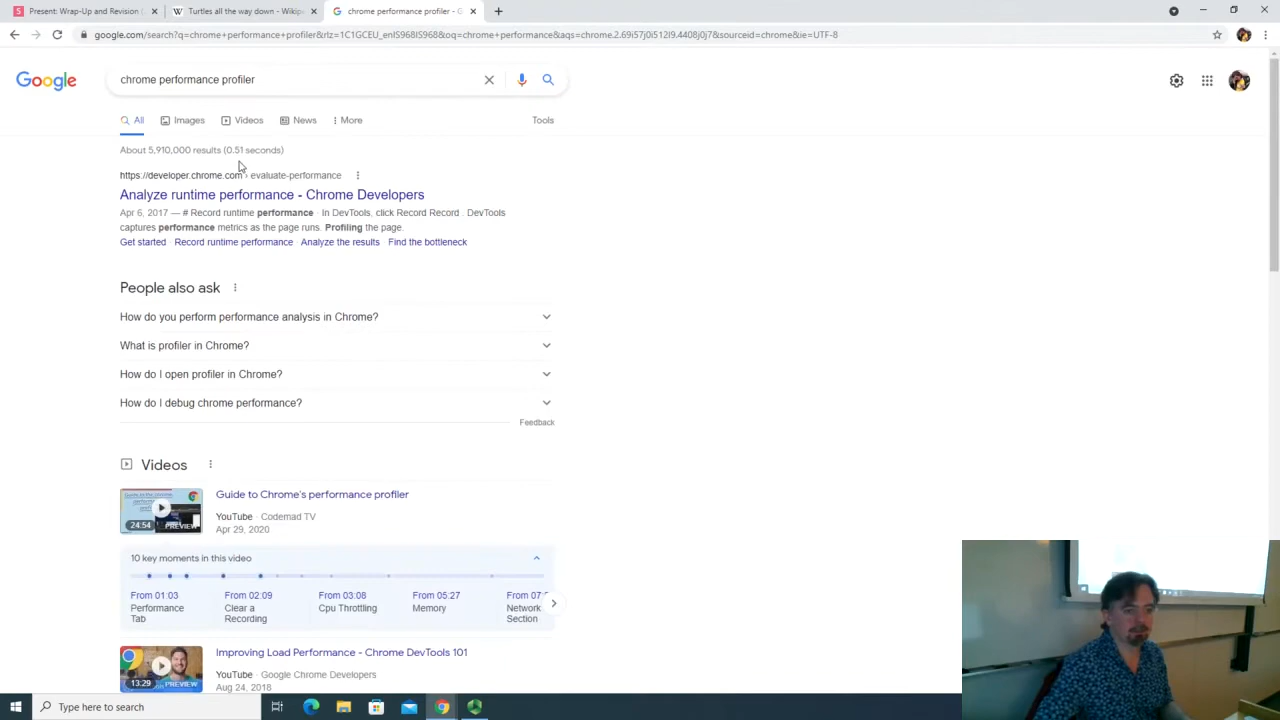 Present: Wrap-Up and Revision (
Turtles all the way down - Wikip
chrome performance profiler - G
google.com/search?q=chrome+performance+profiler&rlz=1C1GCEU_enIS968IS968&oq=chrome+performance&aqs=chrome.2.69i57j0i512l9.4408j0j7&sourceid=chrome&ie=UTF-8
Google
chrome performance profiler
All Images Videos News More Tools
About 5,910,000 results (0.51 seconds)
https://developer.chrome.com › evaluate-performance
Analyze runtime performance - Chrome Developers
Apr 6, 2017 — # Record runtime performance · In DevTools, click Record Record . DevTools
captures performance metrics as the page runs. Profiling the page.
Get started · Record runtime performance · Analyze the results · Find the bottleneck
People also ask
How do you perform performance analysis in Chrome?
What is profiler in Chrome?
How do I open profiler in Chrome?
How do I debug chrome performance?
Feedback
Videos
Guide to Chrome's performance profiler
YouTube · Codemad TV
Apr 29, 2020
24:54 PREVIEW
10 key moments in this video
From 01:03 From 02:09 From 03:08 From 05:27 From 07:
Performance Clear a Cpu Throttling Memory Network
Tab Recording Section
Improving Load Performance - Chrome DevTools 101
YouTube · Google Chrome Developers
Aug 24, 2018
13:29 PREVIEW
Type here to search